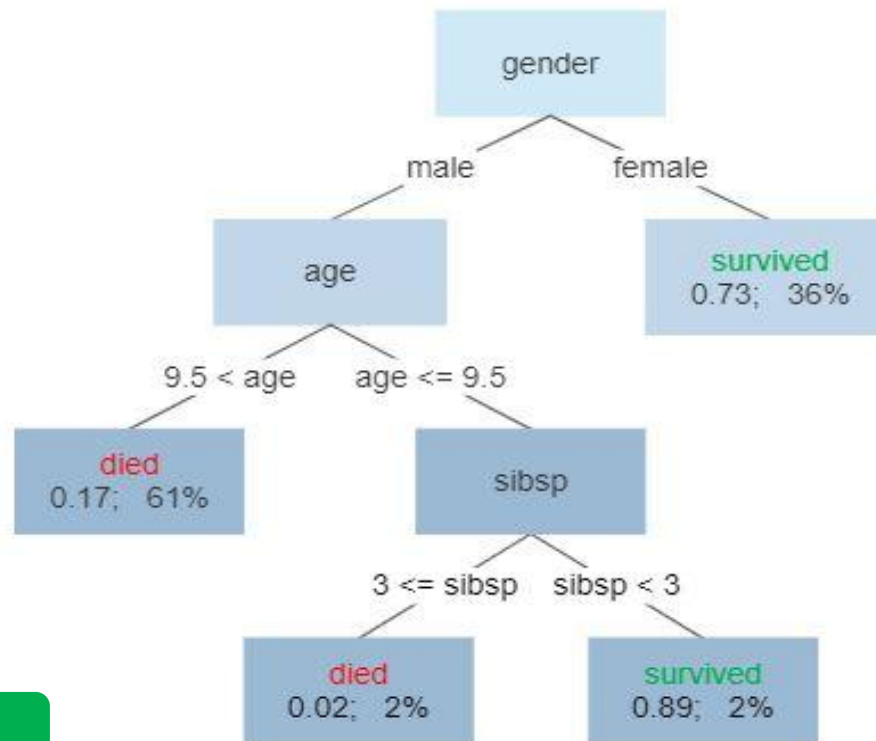 gender
male
female
age
survived
0.73; 36%
9.5 < age
age <= 9.5
died
0.17; 61%
sibsp
3 <= sibsp
sibsp < 3
died
0.02; 2%
survived
0.89; 2%